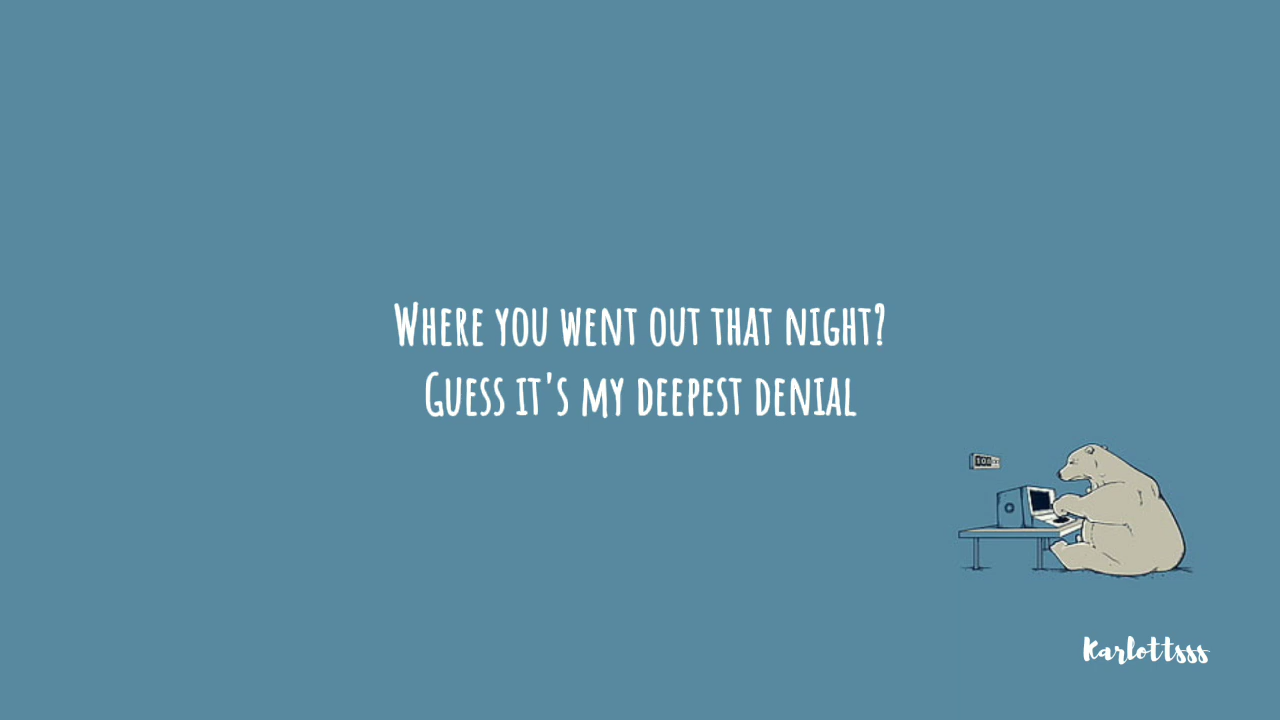 Where you went out that night?
Guess it's my deepest denial
Karlottsss